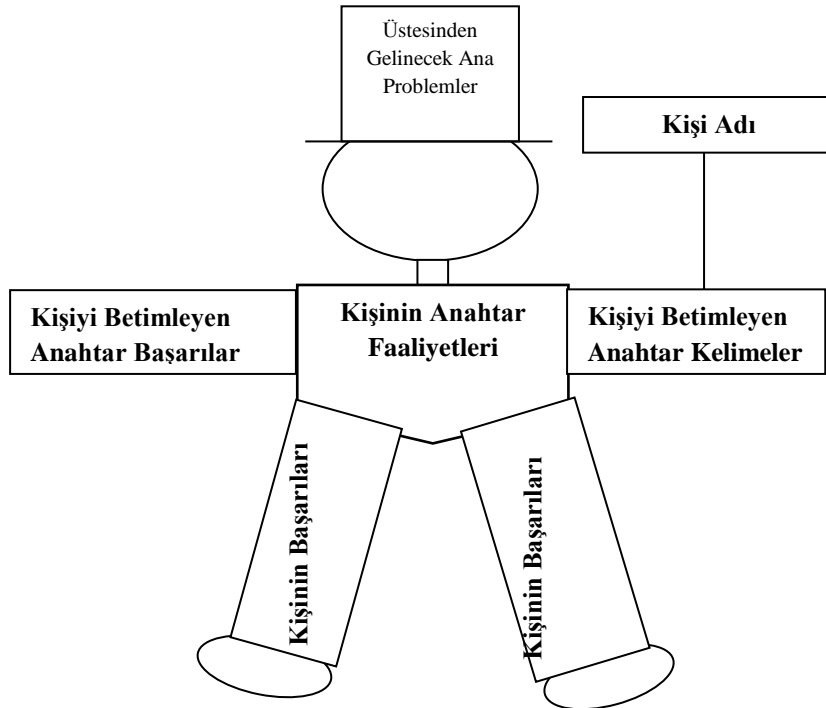 Üstesinden
Gelinecek Ana
Problemler
Kişi Adı
Kişiyi Betimleyen
Anahtar Başarılar
Kişinin Anahtar
Faaliyetleri
Kişiyi Betimleyen
Anahtar Kelimeler
Kişinin Başarıları
Kişinin Başarıları